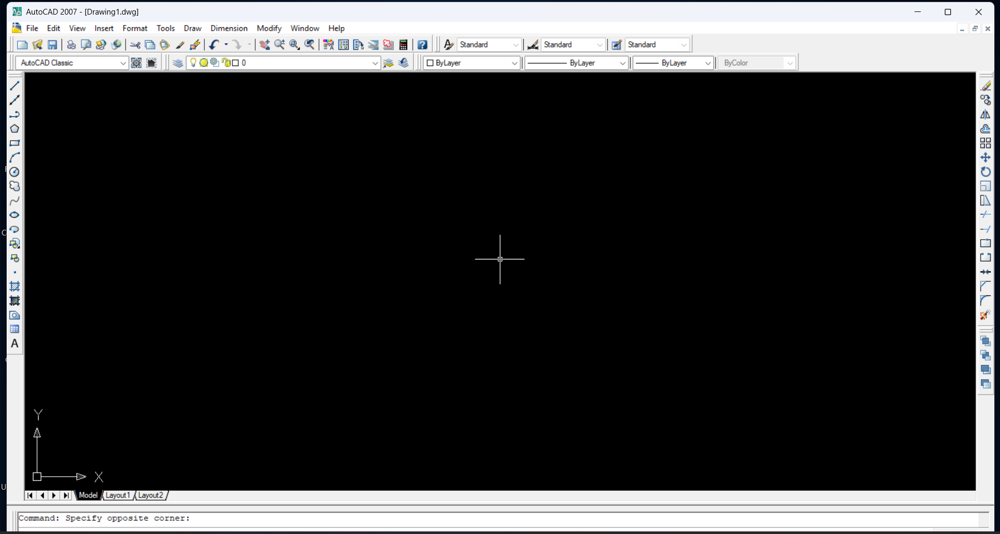 AutoCAD 2007 - [Drawing1.dwg]
File Edit View Insert Format Tools Draw Dimension Modify Window Help
Standard Standard Standard
AutoCAD Classic 0 ByLayer ByLayer ByLayer ByColor
A
Y
X
Model Layout1 Layout2
Command: Specify opposite corner: